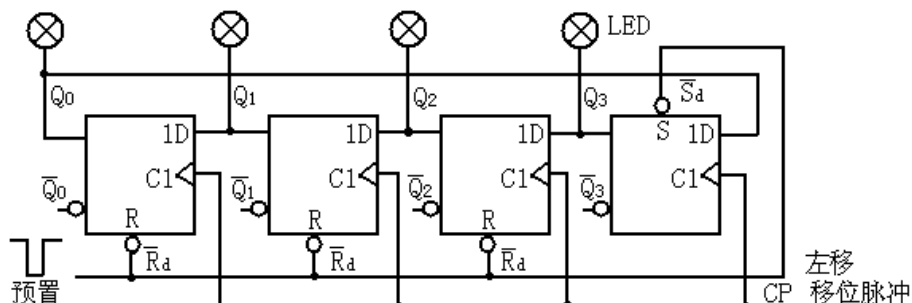 LED
Q₀ Q₁ Q₂ Q₃ S̅d
1D 1D 1D S 1D
C1 C1 C1 C1
Q̅₀ Q̅₁ Q̅₂ Q̅₃
R R R
R̅d R̅d R̅d
左移
预置 CP 移位脉冲